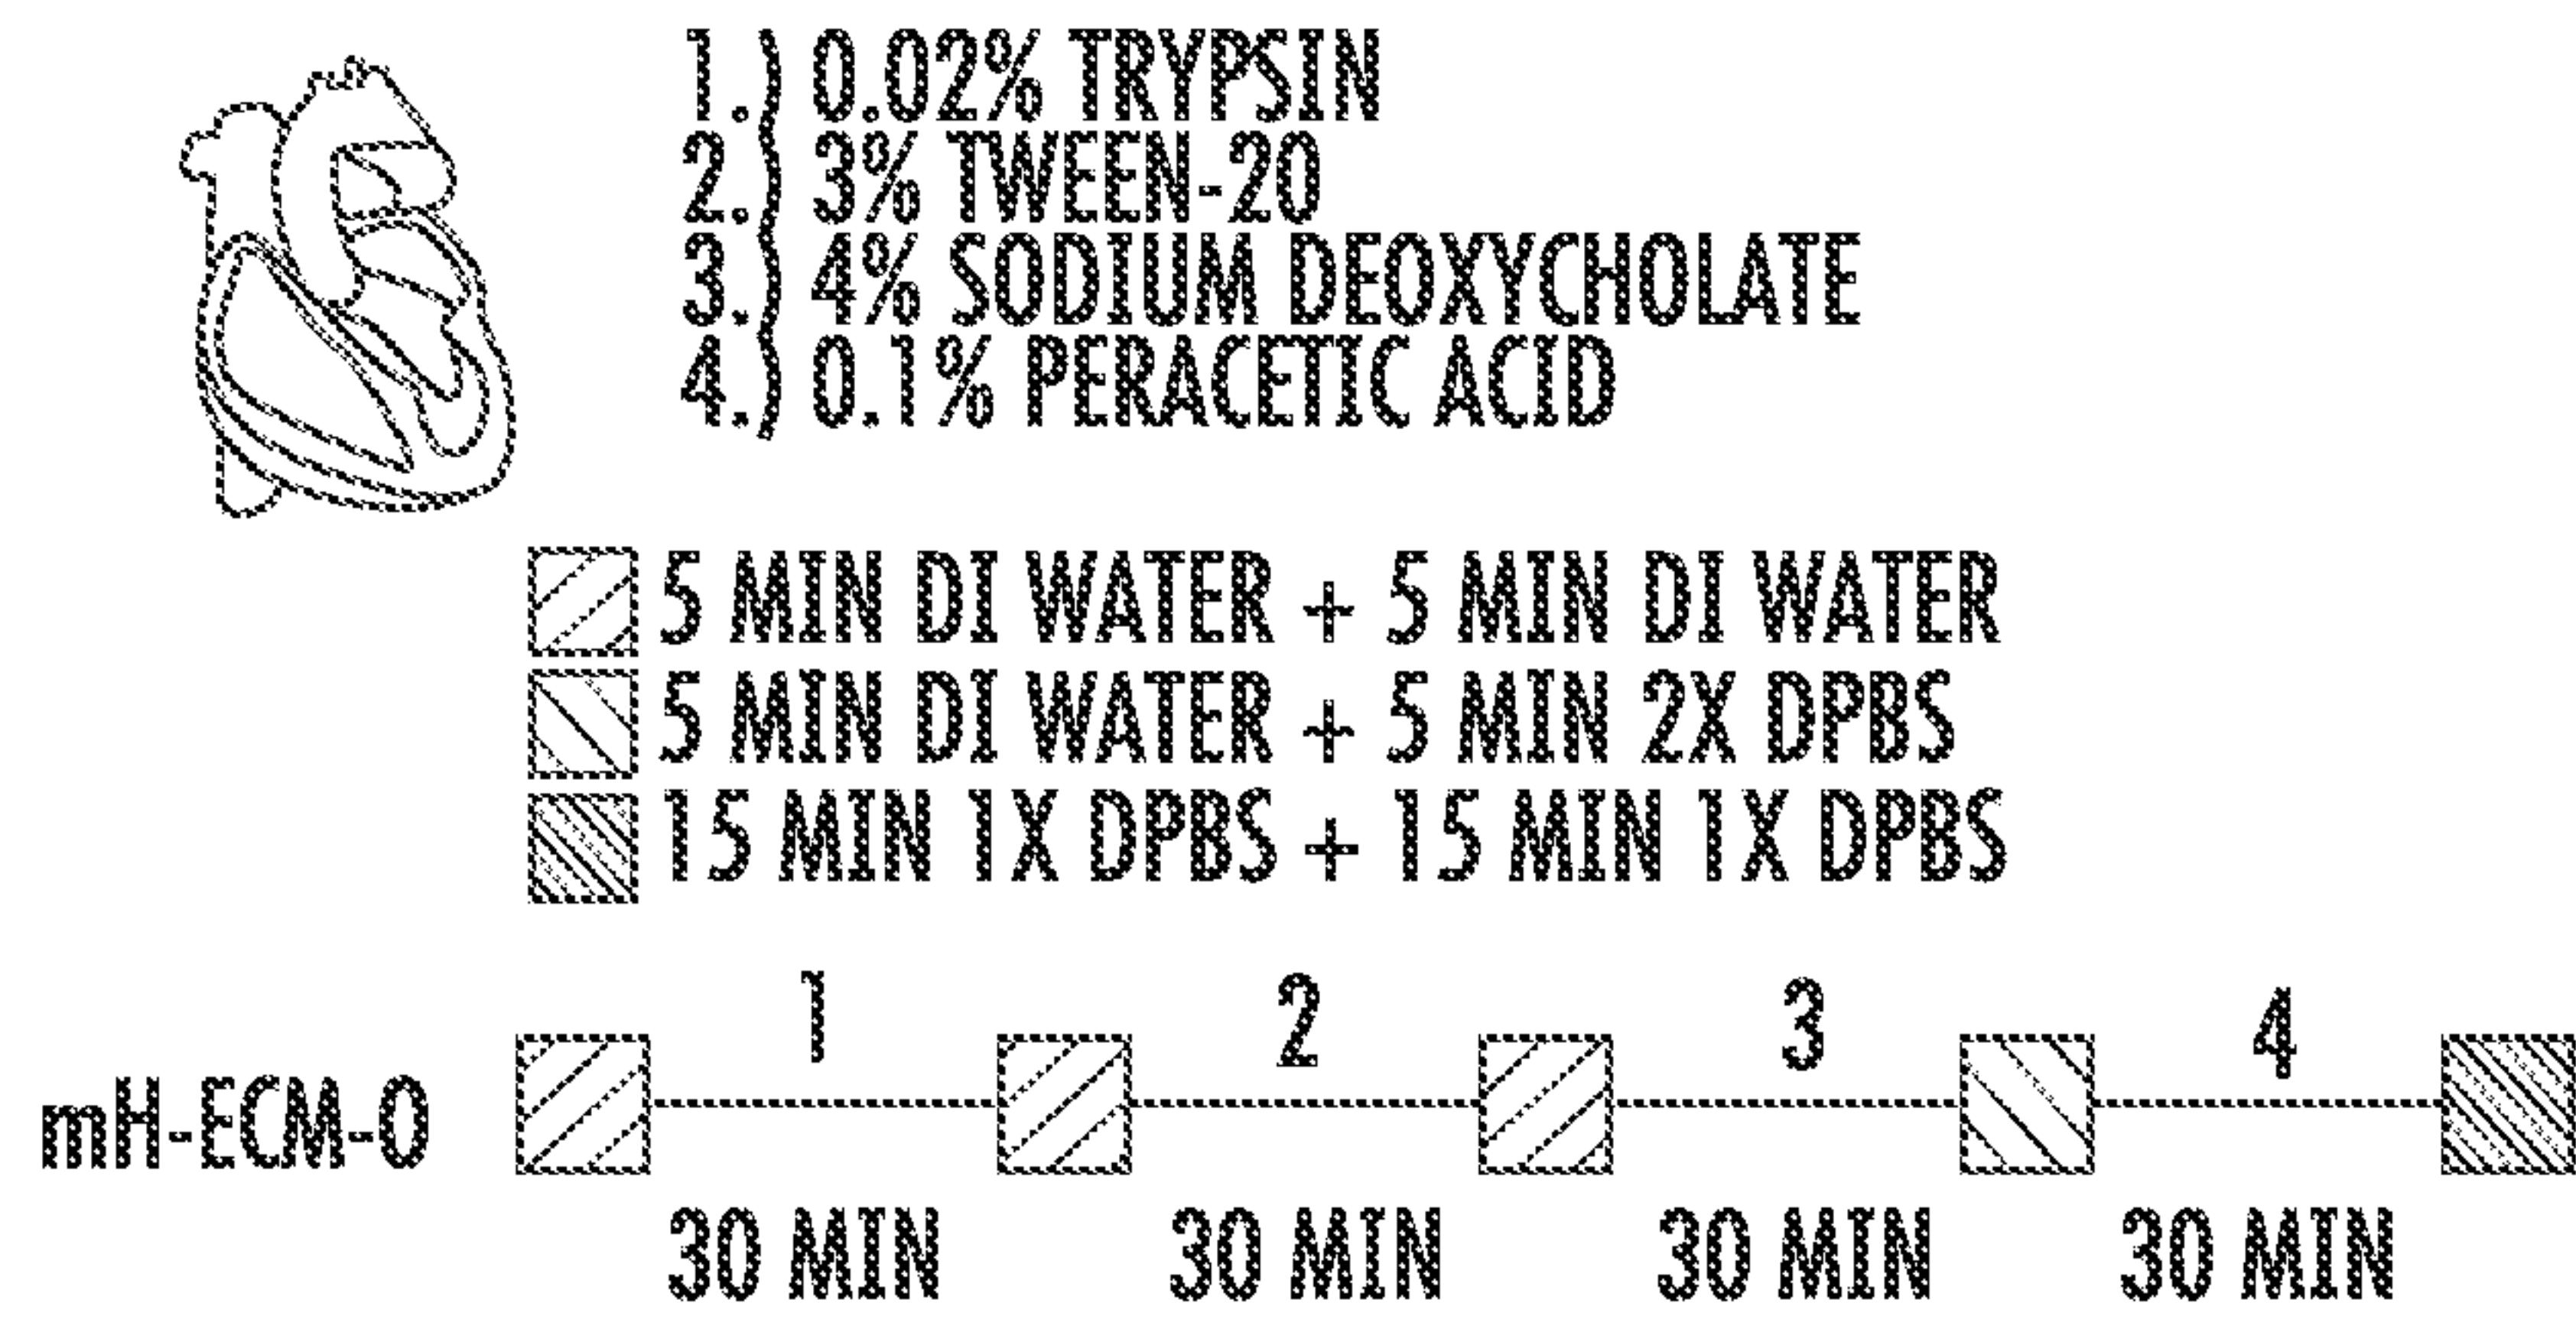 1.) 0.02% TRYPSIN
2.) 3% TWEEN-20
3.) 4% SODIUM DEOXYCHOLATE
4.) 0.1% PERACETIC ACID
5 MIN DI WATER + 5 MIN DI WATER
5 MIN DI WATER + 5 MIN 2X DPBS
15 MIN 1X DPBS + 15 MIN 1X DPBS
1 2 3 4
mH-ECM-O
30 MIN 30 MIN 30 MIN 30 MIN